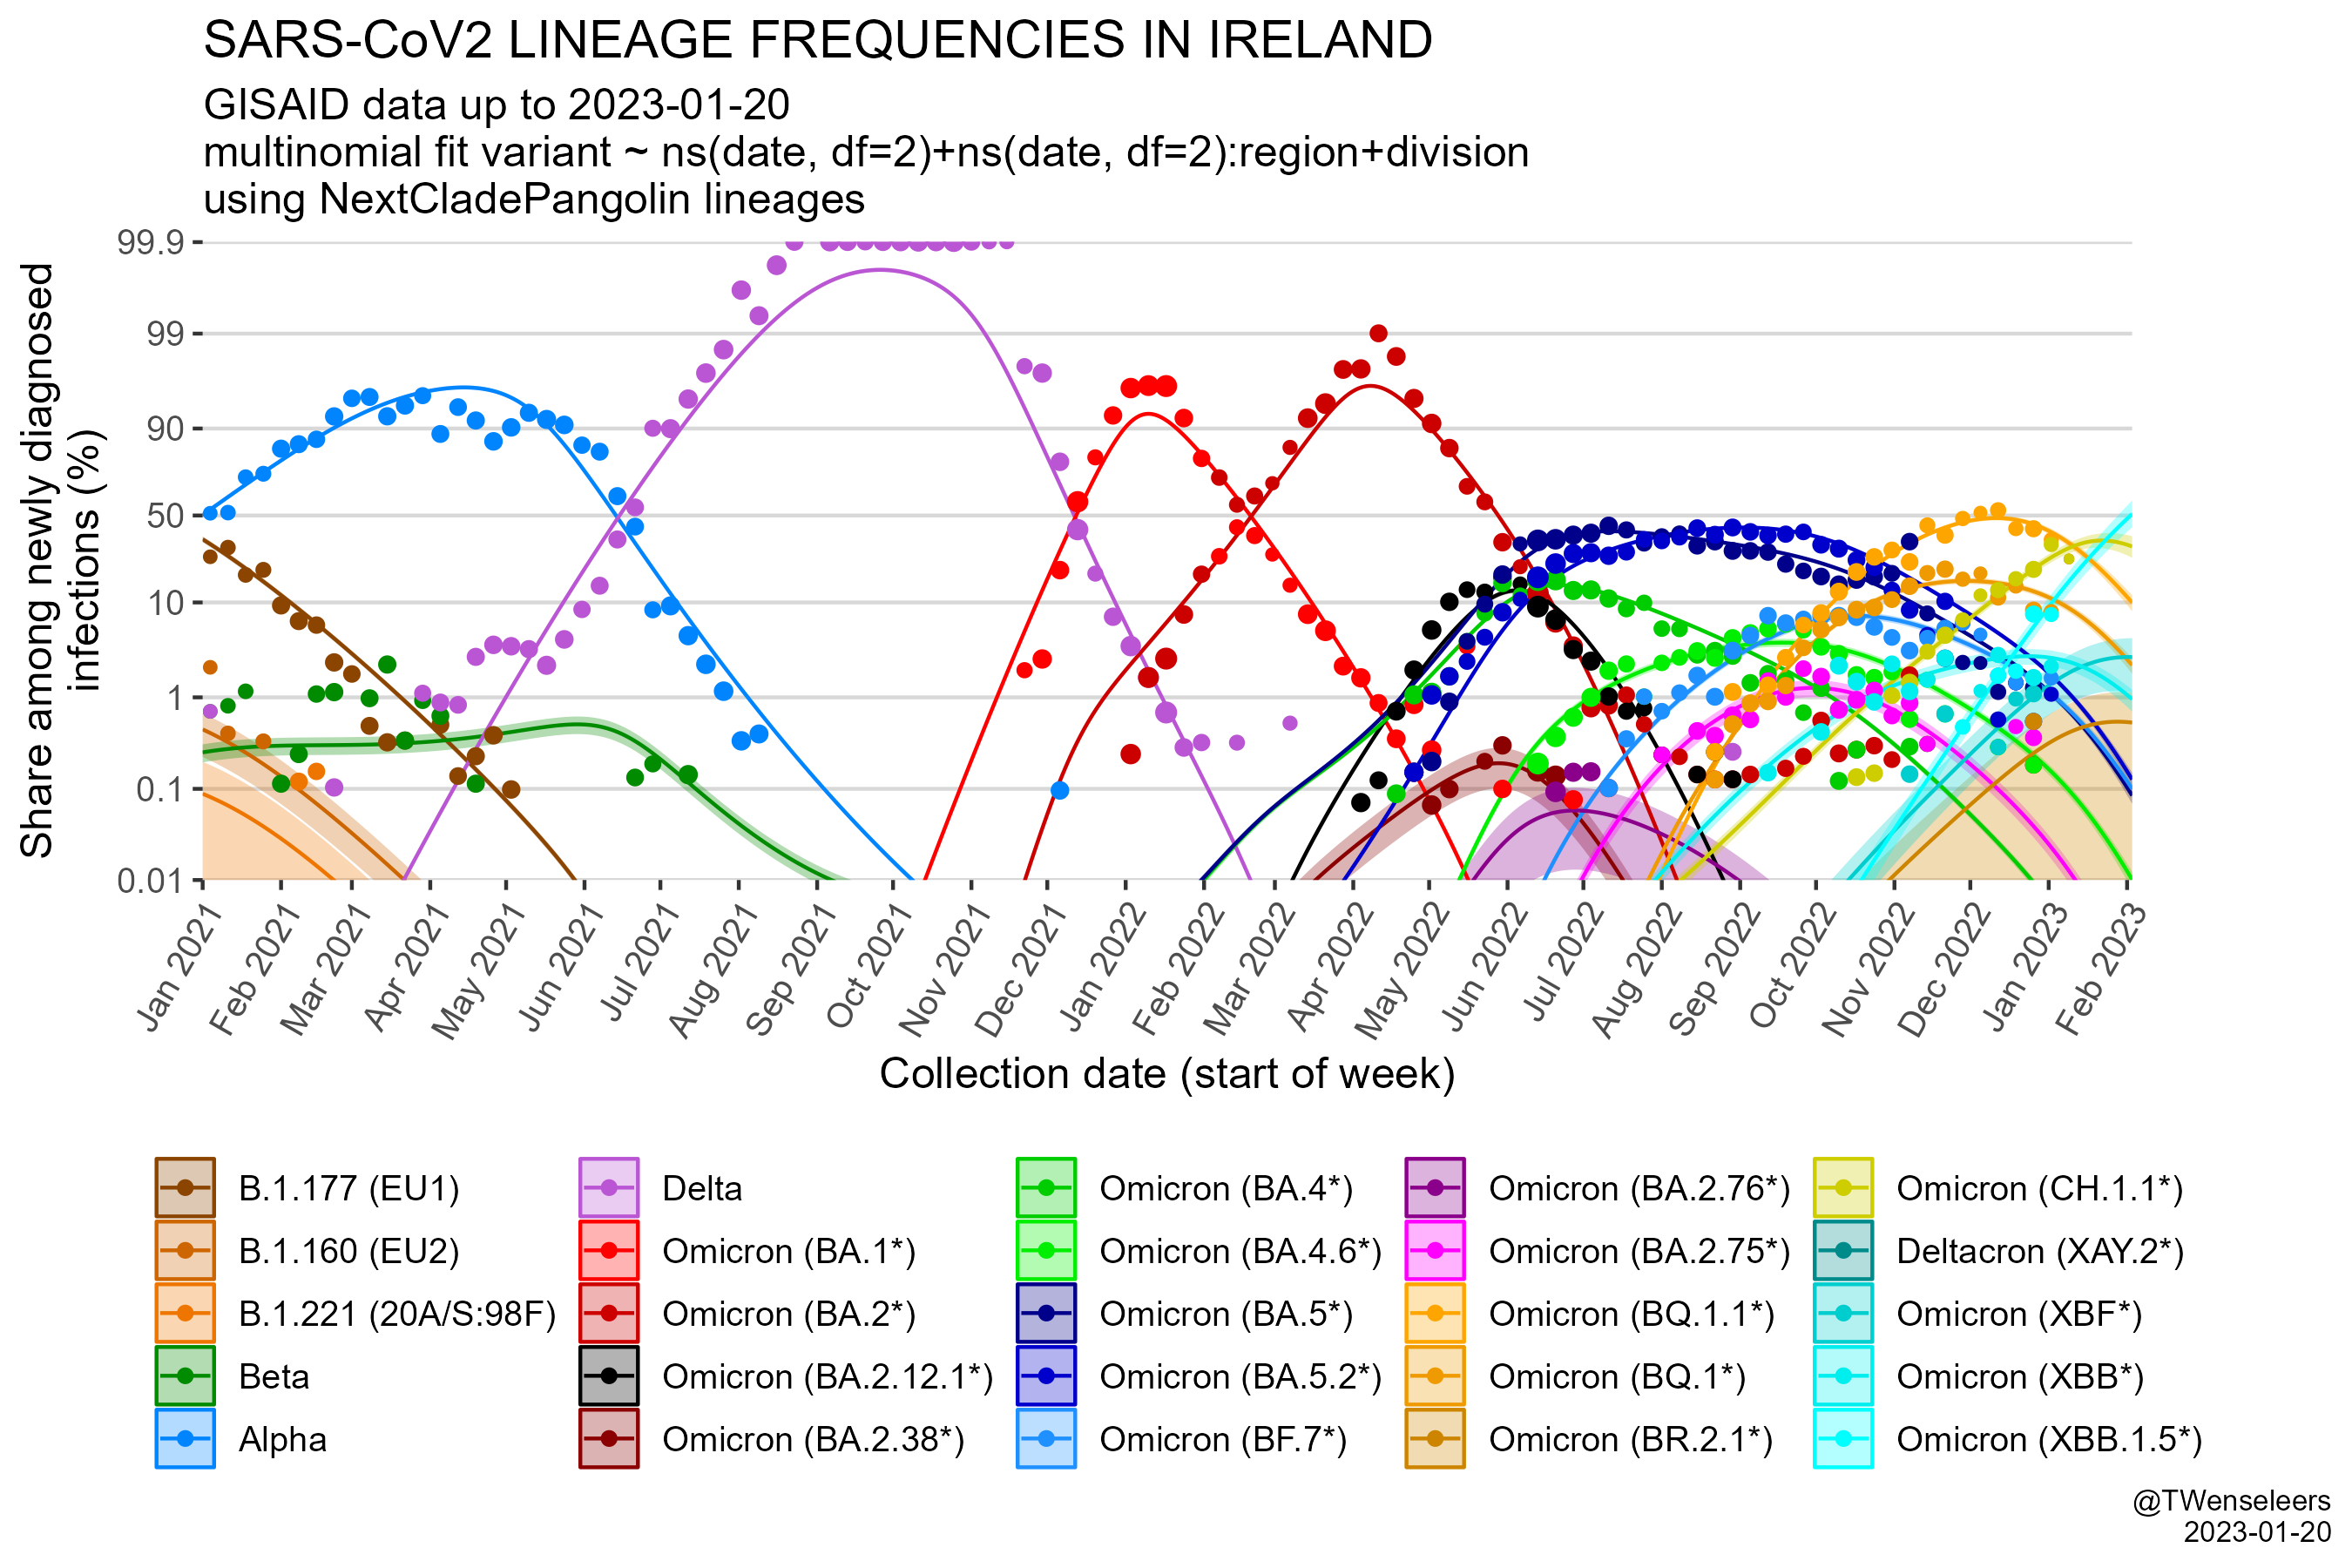 SARS-CoV2 LINEAGE FREQUENCIES IN IRELAND
GISAID data up to 2023-01-20
multinomial fit variant ~ ns(date, df=2)+ns(date, df=2):region+division
using NextCladePangolin lineages
Share among newly diagnosed
infections (%)
99.9
99
90
50
10
1
0.1
0.01
Jan 2021
Feb 2021
Mar 2021
Apr 2021
May 2021
Jun 2021
Jul 2021
Aug 2021
Sep 2021
Oct 2021
Nov 2021
Dec 2021
Jan 2022
Feb 2022
Mar 2022
Apr 2022
May 2022
Jun 2022
Jul 2022
Aug 2022
Sep 2022
Oct 2022
Nov 2022
Dec 2022
Jan 2023
Feb 2023
Collection date (start of week)
B.1.177 (EU1)
B.1.160 (EU2)
B.1.221 (20A/S:98F)
Beta
Alpha
Delta
Omicron (BA.1*)
Omicron (BA.2*)
Omicron (BA.2.12.1*)
Omicron (BA.2.38*)
Omicron (BA.4*)
Omicron (BA.4.6*)
Omicron (BA.5*)
Omicron (BA.5.2*)
Omicron (BF.7*)
Omicron (BA.2.76*)
Omicron (BA.2.75*)
Omicron (BQ.1.1*)
Omicron (BQ.1*)
Omicron (BR.2.1*)
Omicron (CH.1.1*)
Deltacron (XAY.2*)
Omicron (XBF*)
Omicron (XBB*)
Omicron (XBB.1.5*)
@TWenseleers
2023-01-20